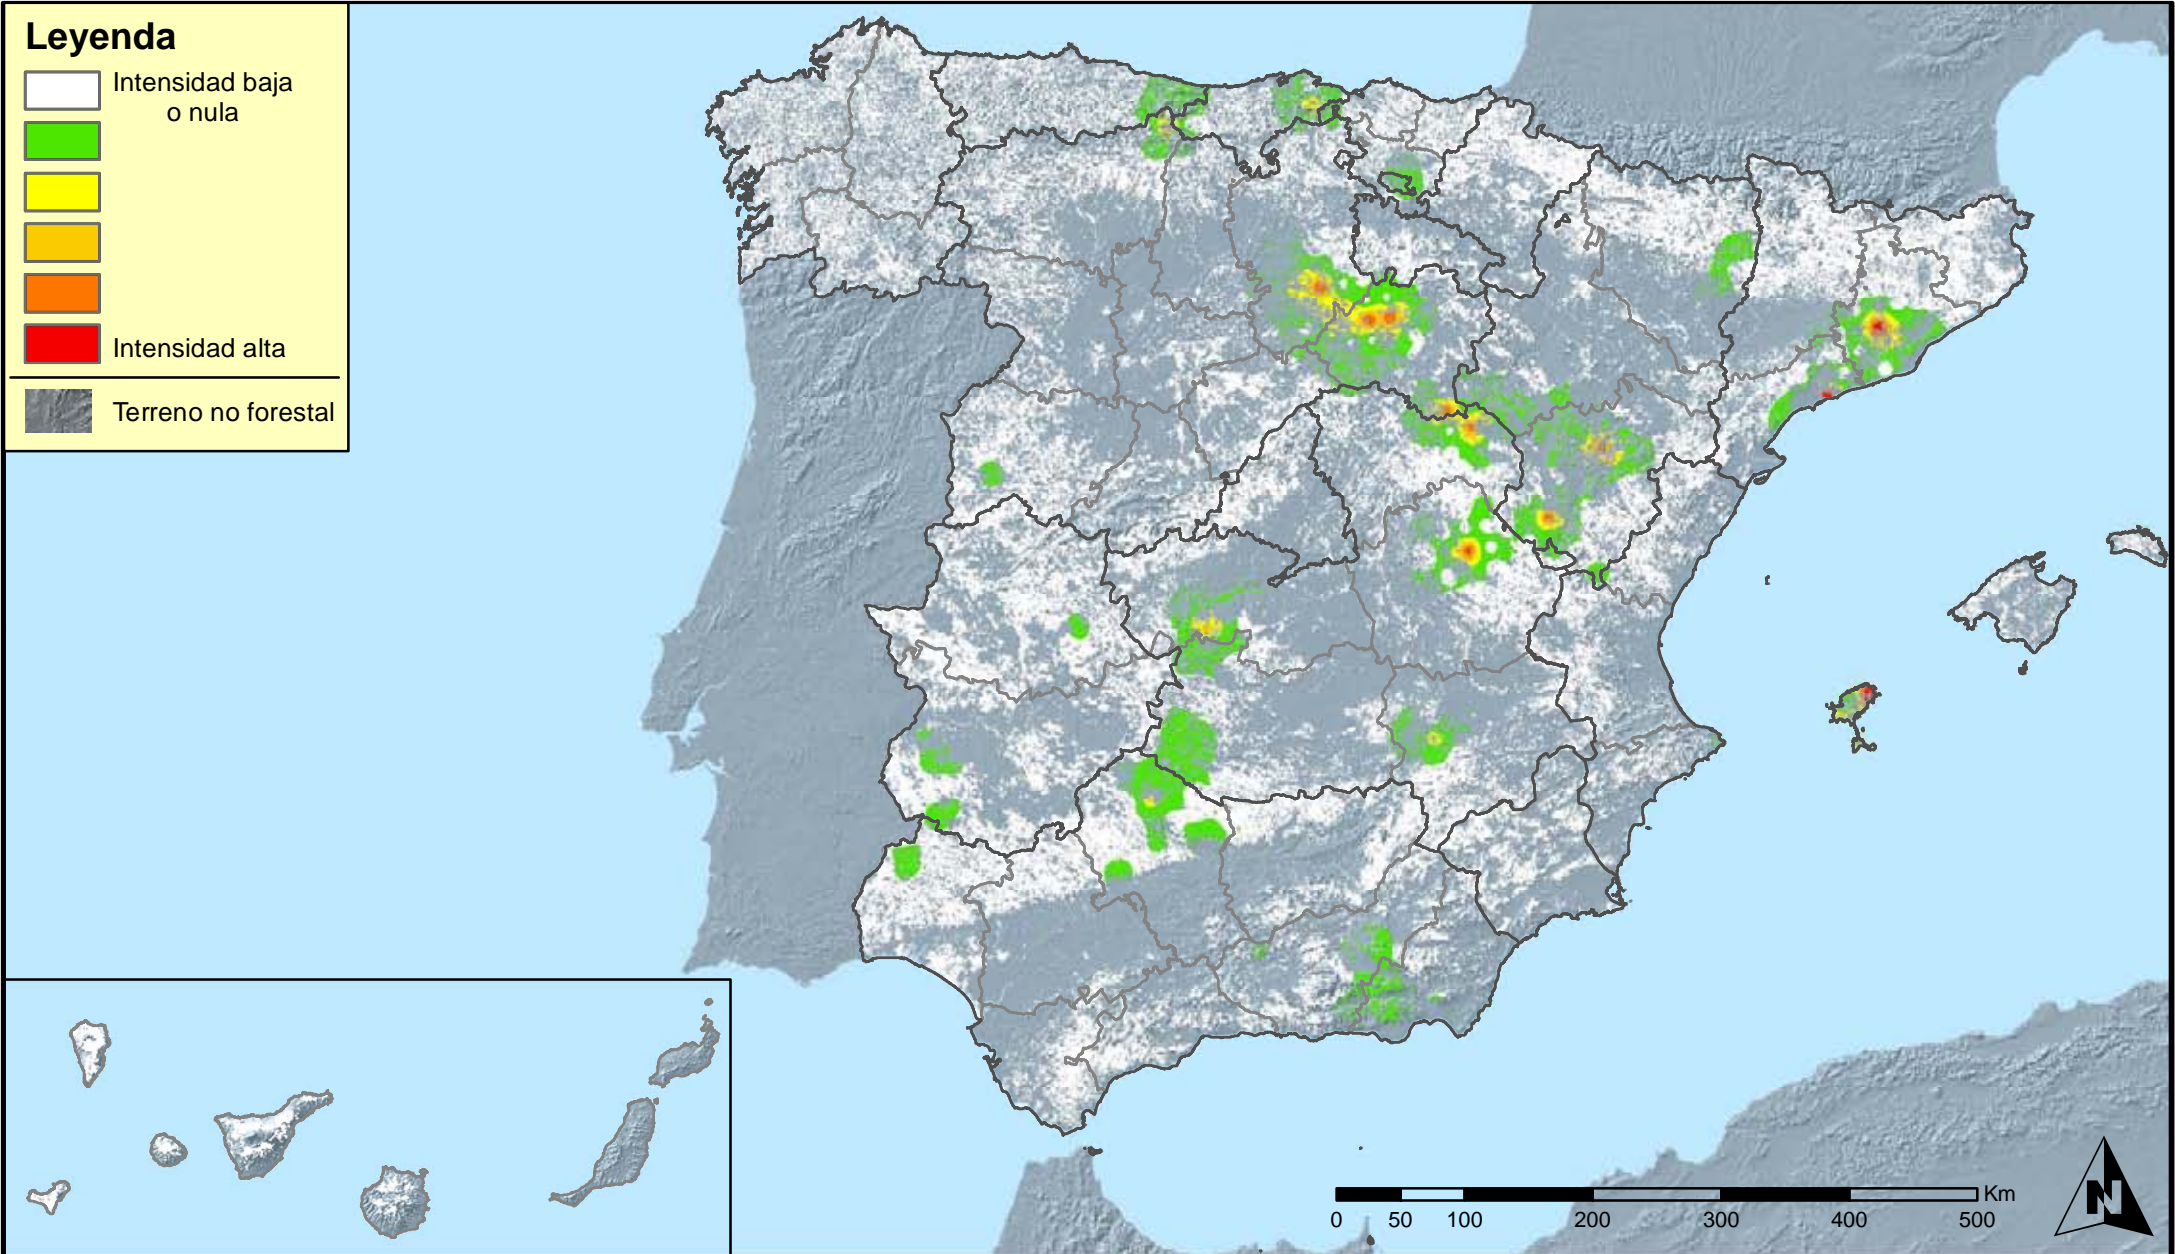 Leyenda
Intensidad baja
o nula
Intensidad alta
Terreno no forestal
Km
0 50 100 200 300 400 500
N